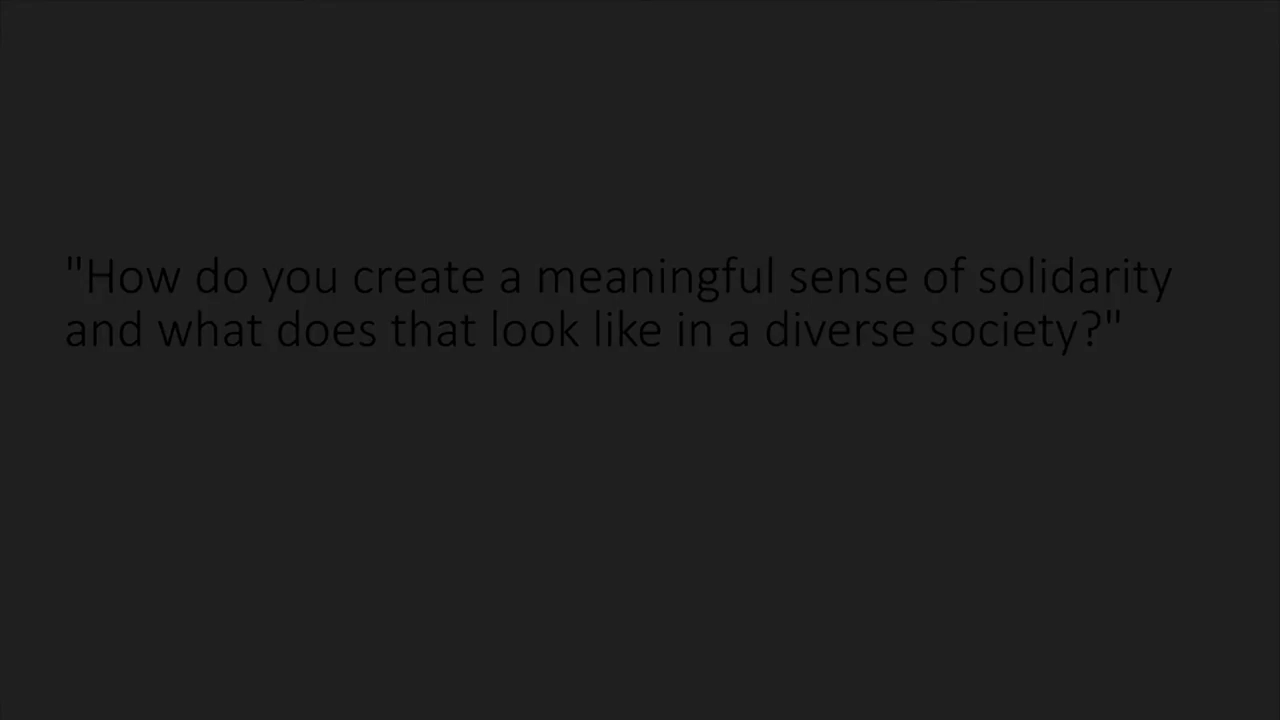 "How do you create a meaningful sense of solidarity
and what does that look like in a diverse society?"